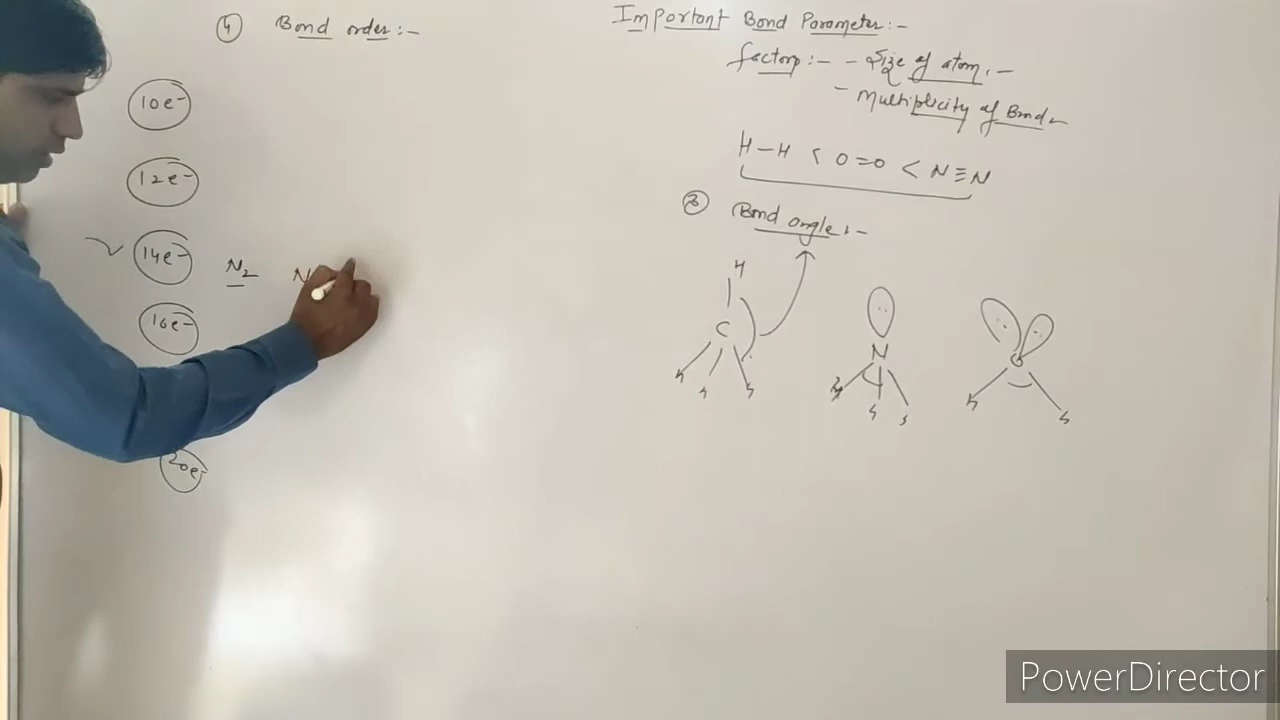 ④ Bond order:-
10e-
12e-
14e- N2 N
16e-
20e-
Important Bond Parameter:-
factors:- - Size of atom. -
- Multiplicity of Bond
H-H < O=O < N≡N
③ Bond angle:-
H
C
N
PowerDirector